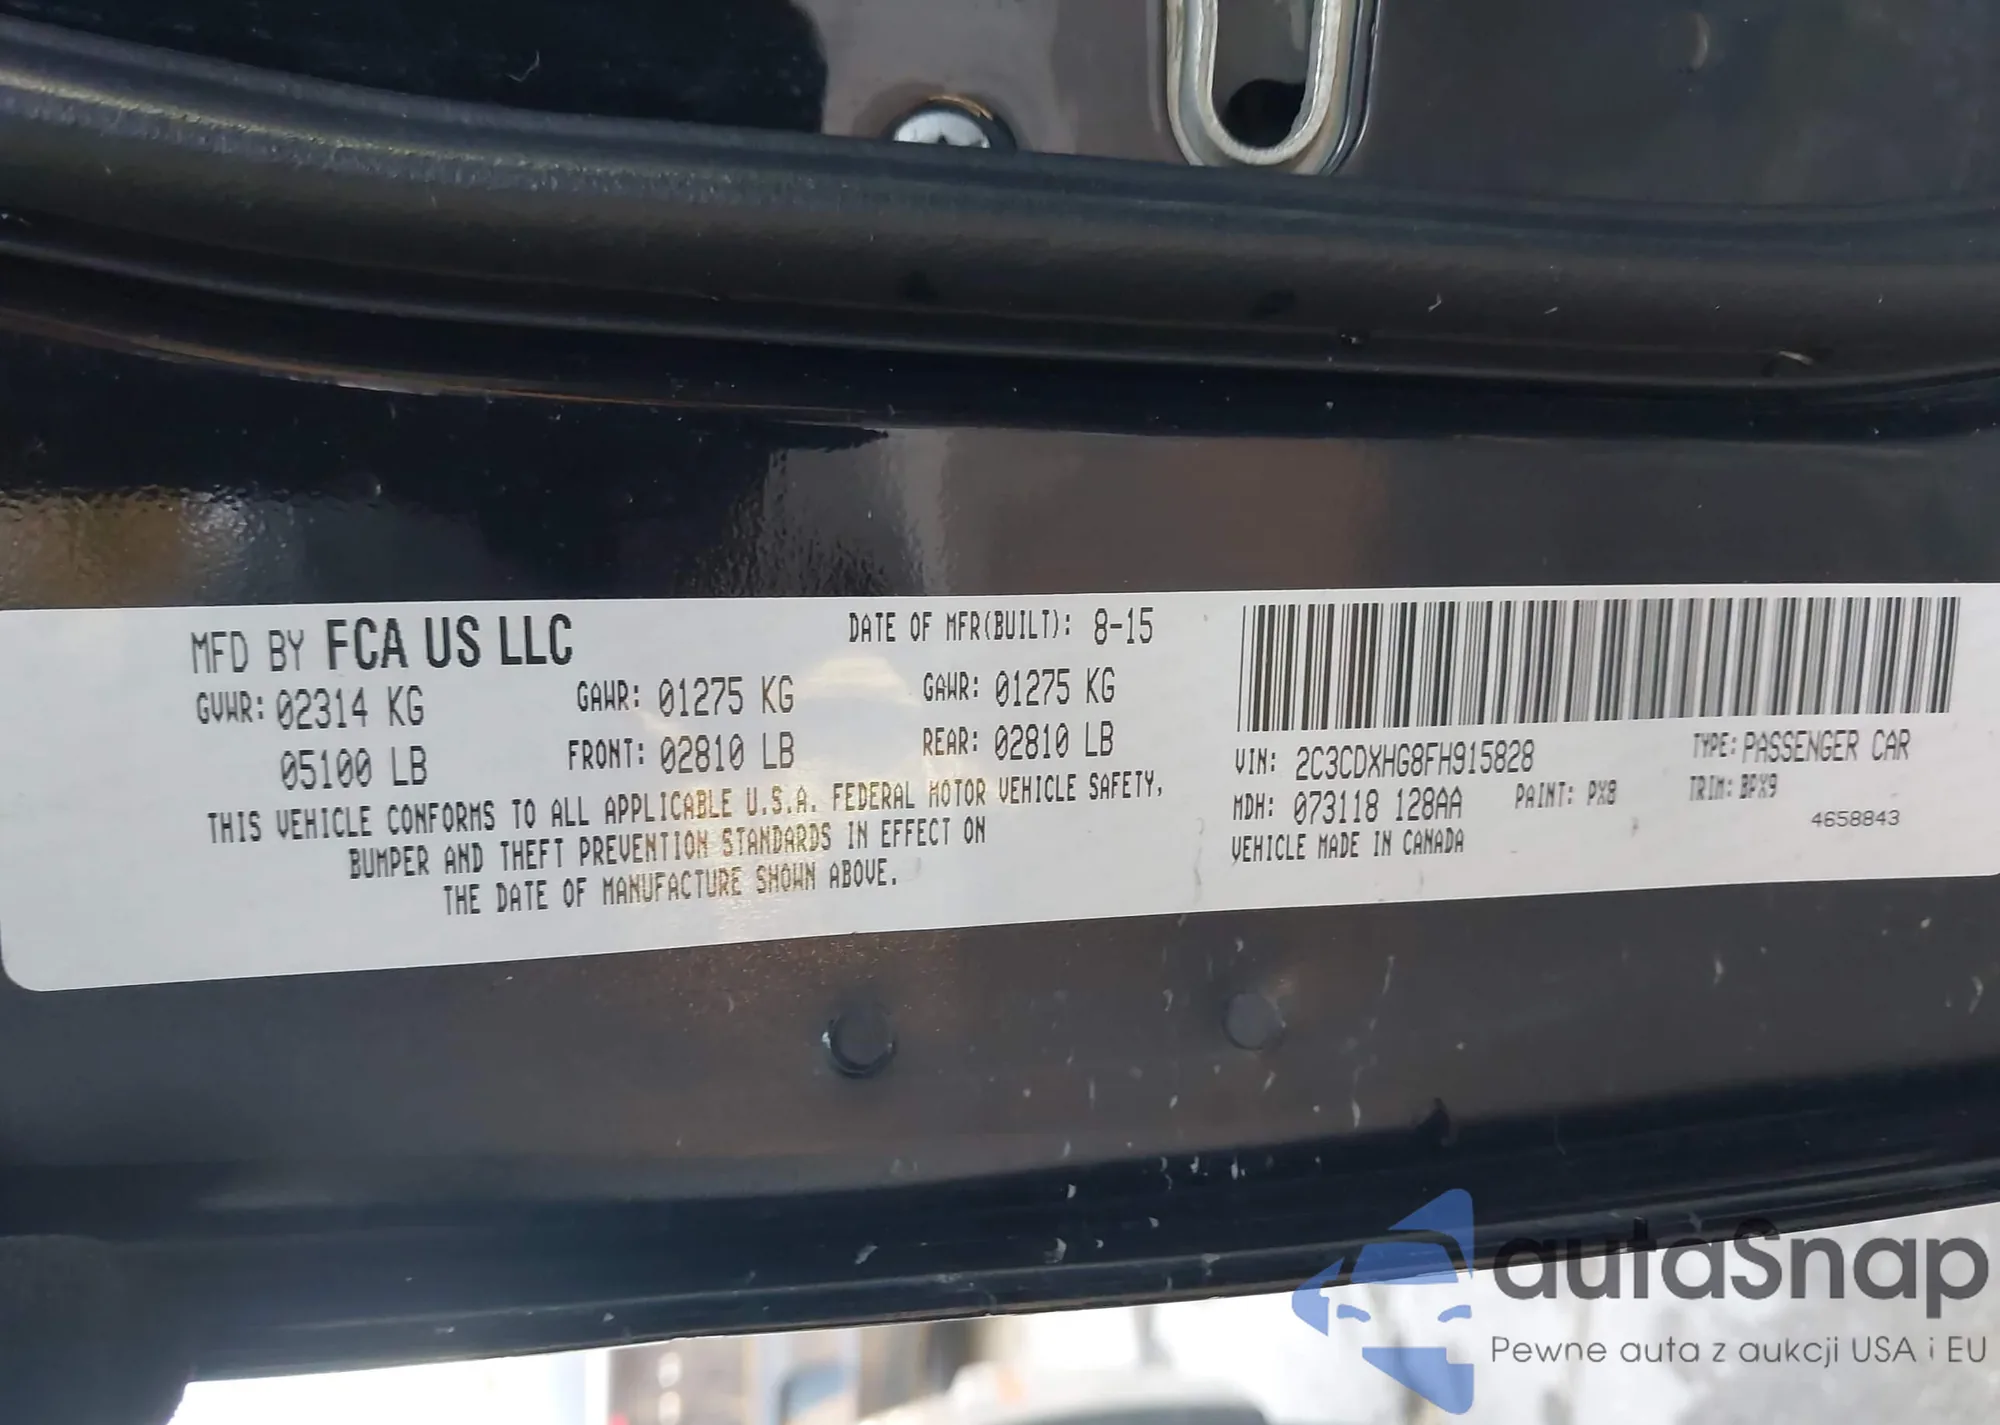 MFD BY FCA US LLC DATE OF MFR(BUILT): 8-15
GVWR: 02314 KG GAWR: 01275 KG GAWR: 01275 KG
05100 LB FRONT: 02810 LB REAR: 02810 LB
THIS VEHICLE CONFORMS TO ALL APPLICABLE U.S.A. FEDERAL MOTOR VEHICLE SAFETY,
BUMPER AND THEFT PREVENTION STANDARDS IN EFFECT ON
THE DATE OF MANUFACTURE SHOWN ABOVE.
VIN: 2C3CDXHG8FH915828 TYPE: PASSENGER CAR
MDH: 073118 128AA PAINT: PX8 TRIM: BPX9
VEHICLE MADE IN CANADA 4658843
autaSnap
Pewne auta z aukcji USA i EU